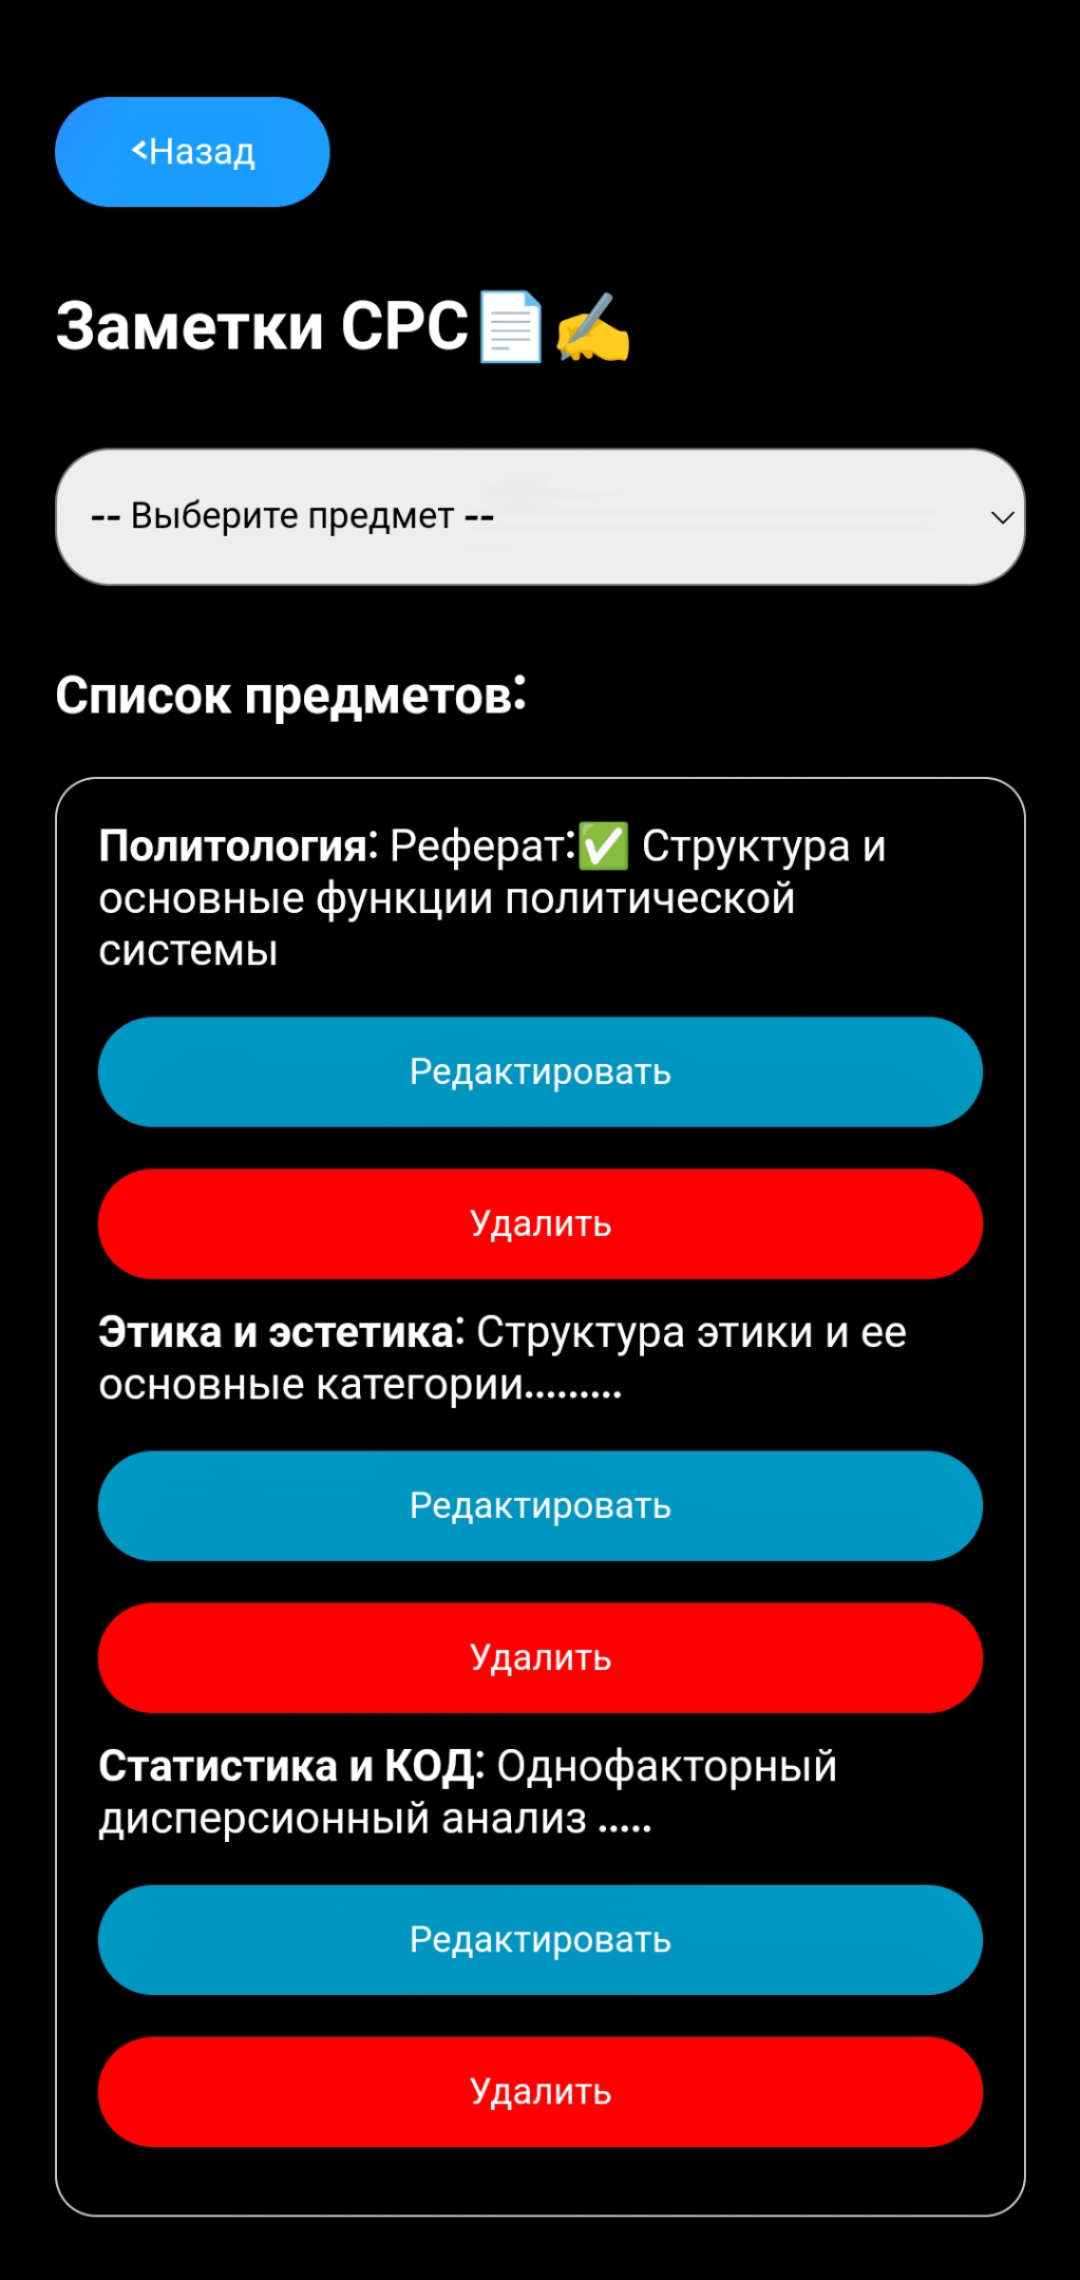 <Назад
Заметки СРС📄✍️
-- Выберите предмет --
Список предметов:
Политология: Реферат:✅ Структура и
основные функции политической
системы
Редактировать
Удалить
Этика и эстетика: Структура этики и ее
основные категории.........
Редактировать
Удалить
Статистика и КОД: Однофакторный
дисперсионный анализ .....
Редактировать
Удалить